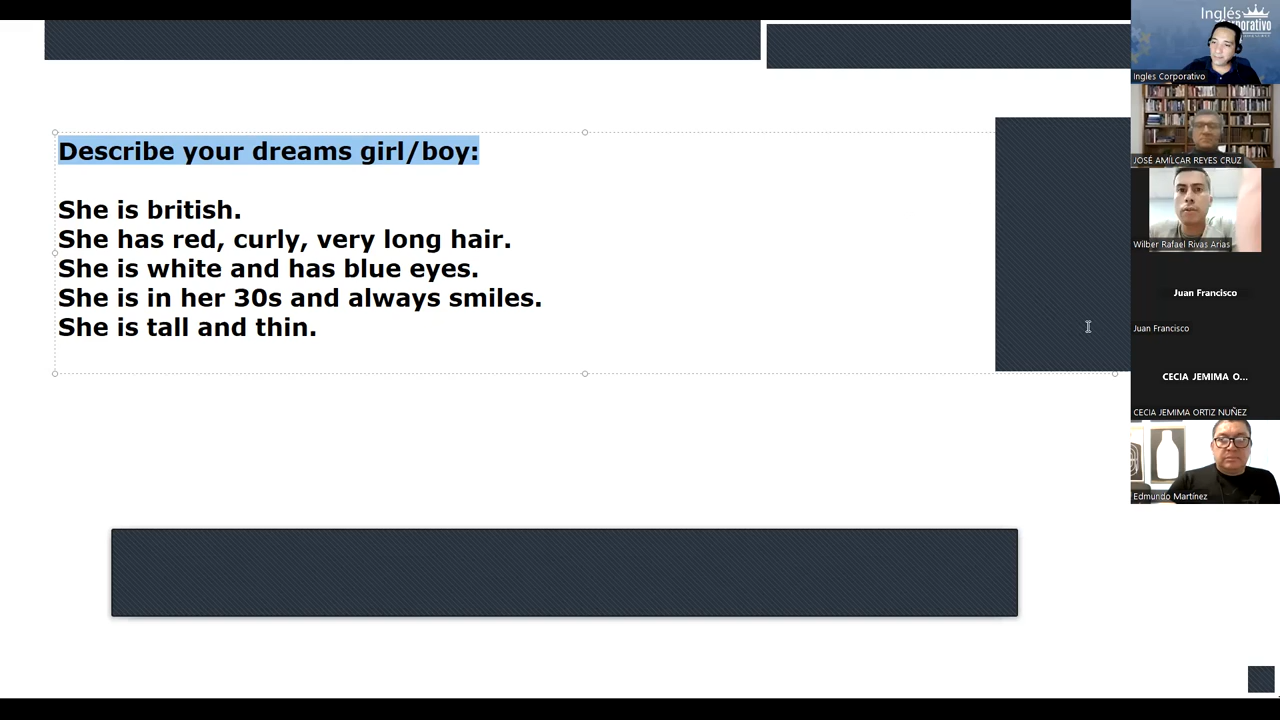 Describe your dreams girl/boy:
She is british.
She has red, curly, very long hair.
She is white and has blue eyes.
She is in her 30s and always smiles.
She is tall and thin.
Inglés
Ingles Corporativo
JOSÉ AMÍLCAR REYES CRUZ
Wilber Rafael Rivas Arias
Juan Francisco
Juan Francisco
CECIA JEMIMA O...
CECIA JEMIMA ORTIZ NUÑEZ
Edmundo Martínez